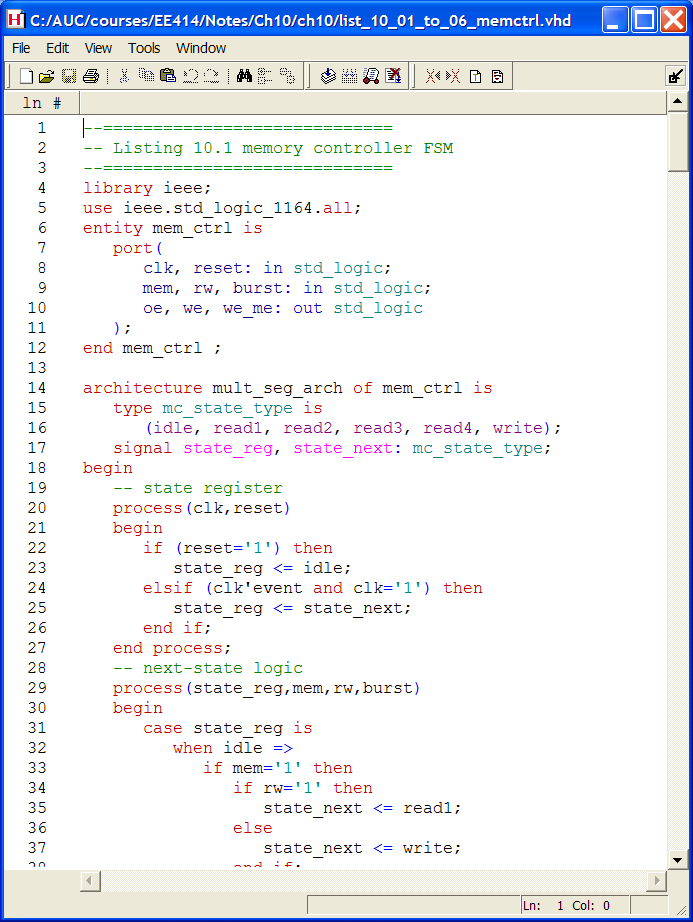 C:/AUC/courses/EE414/Notes/Ch10/ch10/list_10_01_to_06_memctrl.vhd
File Edit View Tools Window
ln #
1 --=============================
2 -- Listing 10.1 memory controller FSM
3 --=============================
4 library ieee;
5 use ieee.std_logic_1164.all;
6 entity mem_ctrl is
7    port(
8       clk, reset: in std_logic;
9       mem, rw, burst: in std_logic;
10       oe, we, we_me: out std_logic
11    );
12 end mem_ctrl ;
13
14 architecture mult_seg_arch of mem_ctrl is
15    type mc_state_type is
16       (idle, read1, read2, read3, read4, write);
17    signal state_reg, state_next: mc_state_type;
18 begin
19    -- state register
20    process(clk,reset)
21    begin
22       if (reset='1') then
23          state_reg <= idle;
24       elsif (clk'event and clk='1') then
25          state_reg <= state_next;
26       end if;
27    end process;
28    -- next-state logic
29    process(state_reg,mem,rw,burst)
30    begin
31       case state_reg is
32          when idle =>
33             if mem='1' then
34                if rw='1' then
35                   state_next <= read1;
36                else
37                   state_next <= write;
38                end if;
Ln: 1 Col: 0